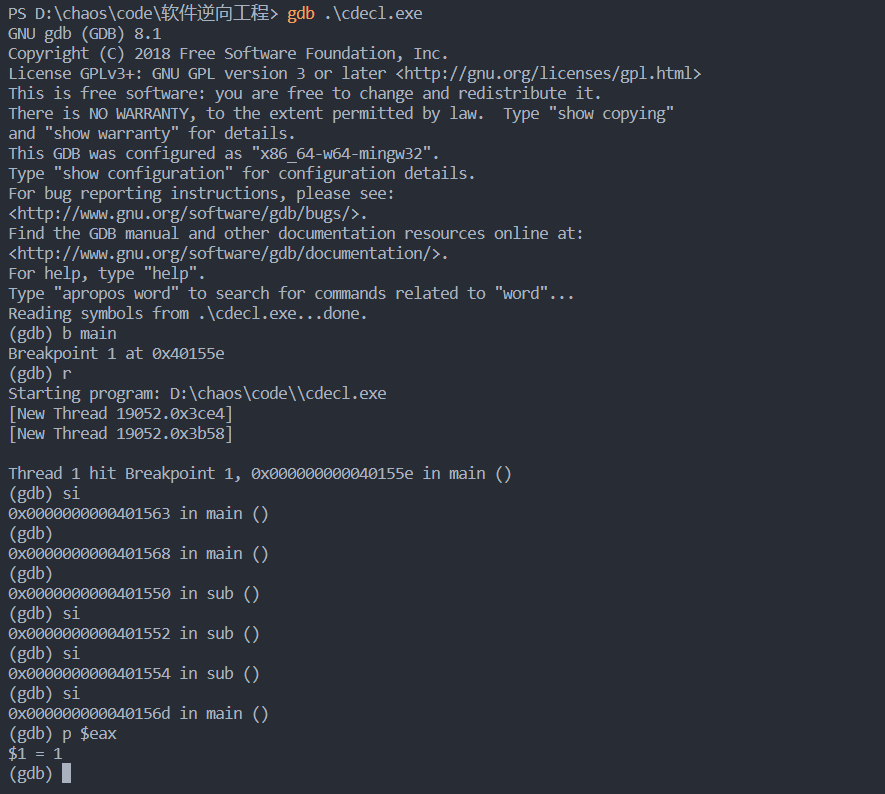 PS D:\chaos\code\软件逆向工程> gdb .\cdecl.exe
GNU gdb (GDB) 8.1
Copyright (C) 2018 Free Software Foundation, Inc.
License GPLv3+: GNU GPL version 3 or later <http://gnu.org/licenses/gpl.html>
This is free software: you are free to change and redistribute it.
There is NO WARRANTY, to the extent permitted by law.  Type "show copying"
and "show warranty" for details.
This GDB was configured as "x86_64-w64-mingw32".
Type "show configuration" for configuration details.
For bug reporting instructions, please see:
<http://www.gnu.org/software/gdb/bugs/>.
Find the GDB manual and other documentation resources online at:
<http://www.gnu.org/software/gdb/documentation/>.
For help, type "help".
Type "apropos word" to search for commands related to "word"...
Reading symbols from .\cdecl.exe...done.
(gdb) b main
Breakpoint 1 at 0x40155e
(gdb) r
Starting program: D:\chaos\code\\cdecl.exe
[New Thread 19052.0x3ce4]
[New Thread 19052.0x3b58]
Thread 1 hit Breakpoint 1, 0x000000000040155e in main ()
(gdb) si
0x0000000000401563 in main ()
(gdb)
0x0000000000401568 in main ()
(gdb)
0x0000000000401550 in sub ()
(gdb) si
0x0000000000401552 in sub ()
(gdb) si
0x0000000000401554 in sub ()
(gdb) si
0x000000000040156d in main ()
(gdb) p $eax
$1 = 1
(gdb)